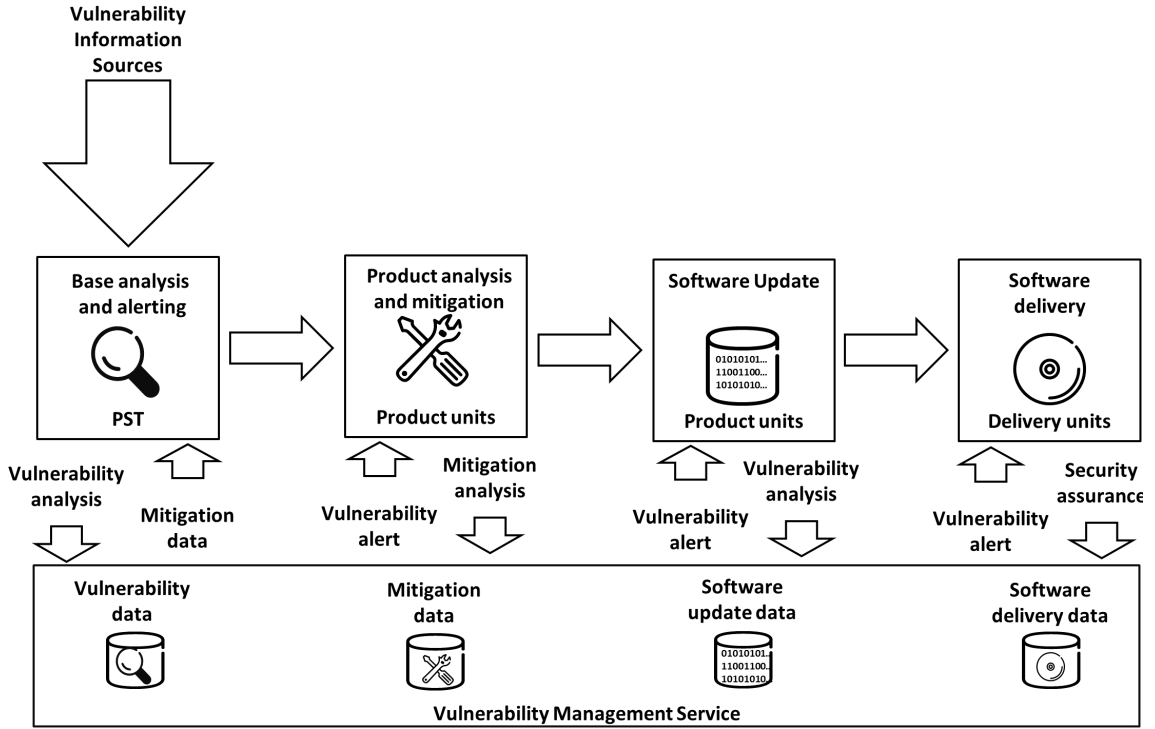 Vulnerability
Information
Sources
Base analysis
and alerting
PST
Product analysis
and mitigation
Product units
Software Update
01010101...
11001100...
10101010...
Product units
Software
delivery
Delivery units
Vulnerability
analysis
Mitigation
data
Vulnerability
alert
Mitigation
analysis
Vulnerability
alert
Vulnerability
analysis
Vulnerability
alert
Security
assurance
Vulnerability
data
Mitigation
data
Software
update data
01010101..
11001100..
10101010..
Software
delivery data
Vulnerability Management Service